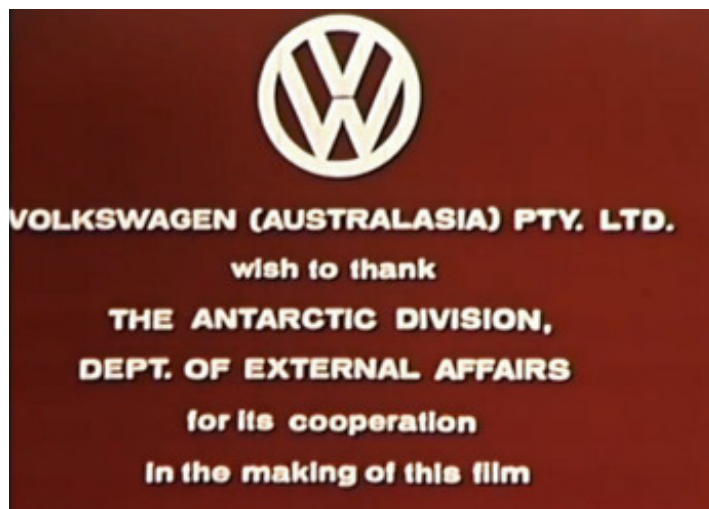 VW
VOLKSWAGEN (AUSTRALASIA) PTY. LTD.
wish to thank
THE ANTARCTIC DIVISION,
DEPT. OF EXTERNAL AFFAIRS
for its cooperation
in the making of this film